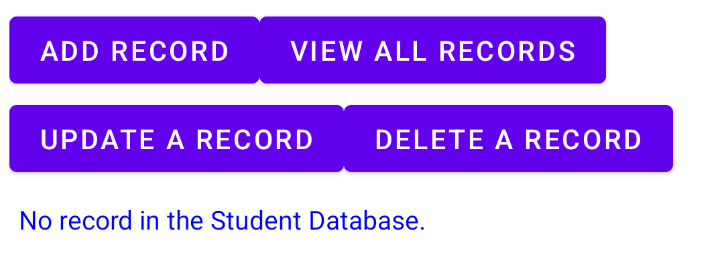 ADD RECORD VIEW ALL RECORDS
UPDATE A RECORD DELETE A RECORD
No record in the Student Database.